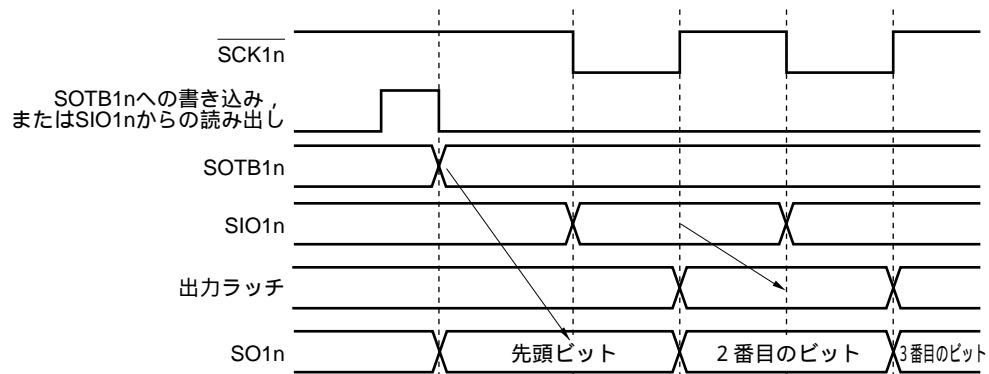 SCK1n
SOTB1nへの書き込み,
またはSIO1nからの読み出し
SOTB1n
SIO1n
出力ラッチ
SO1n
先頭ビット
2番目のビット
3番目のビット